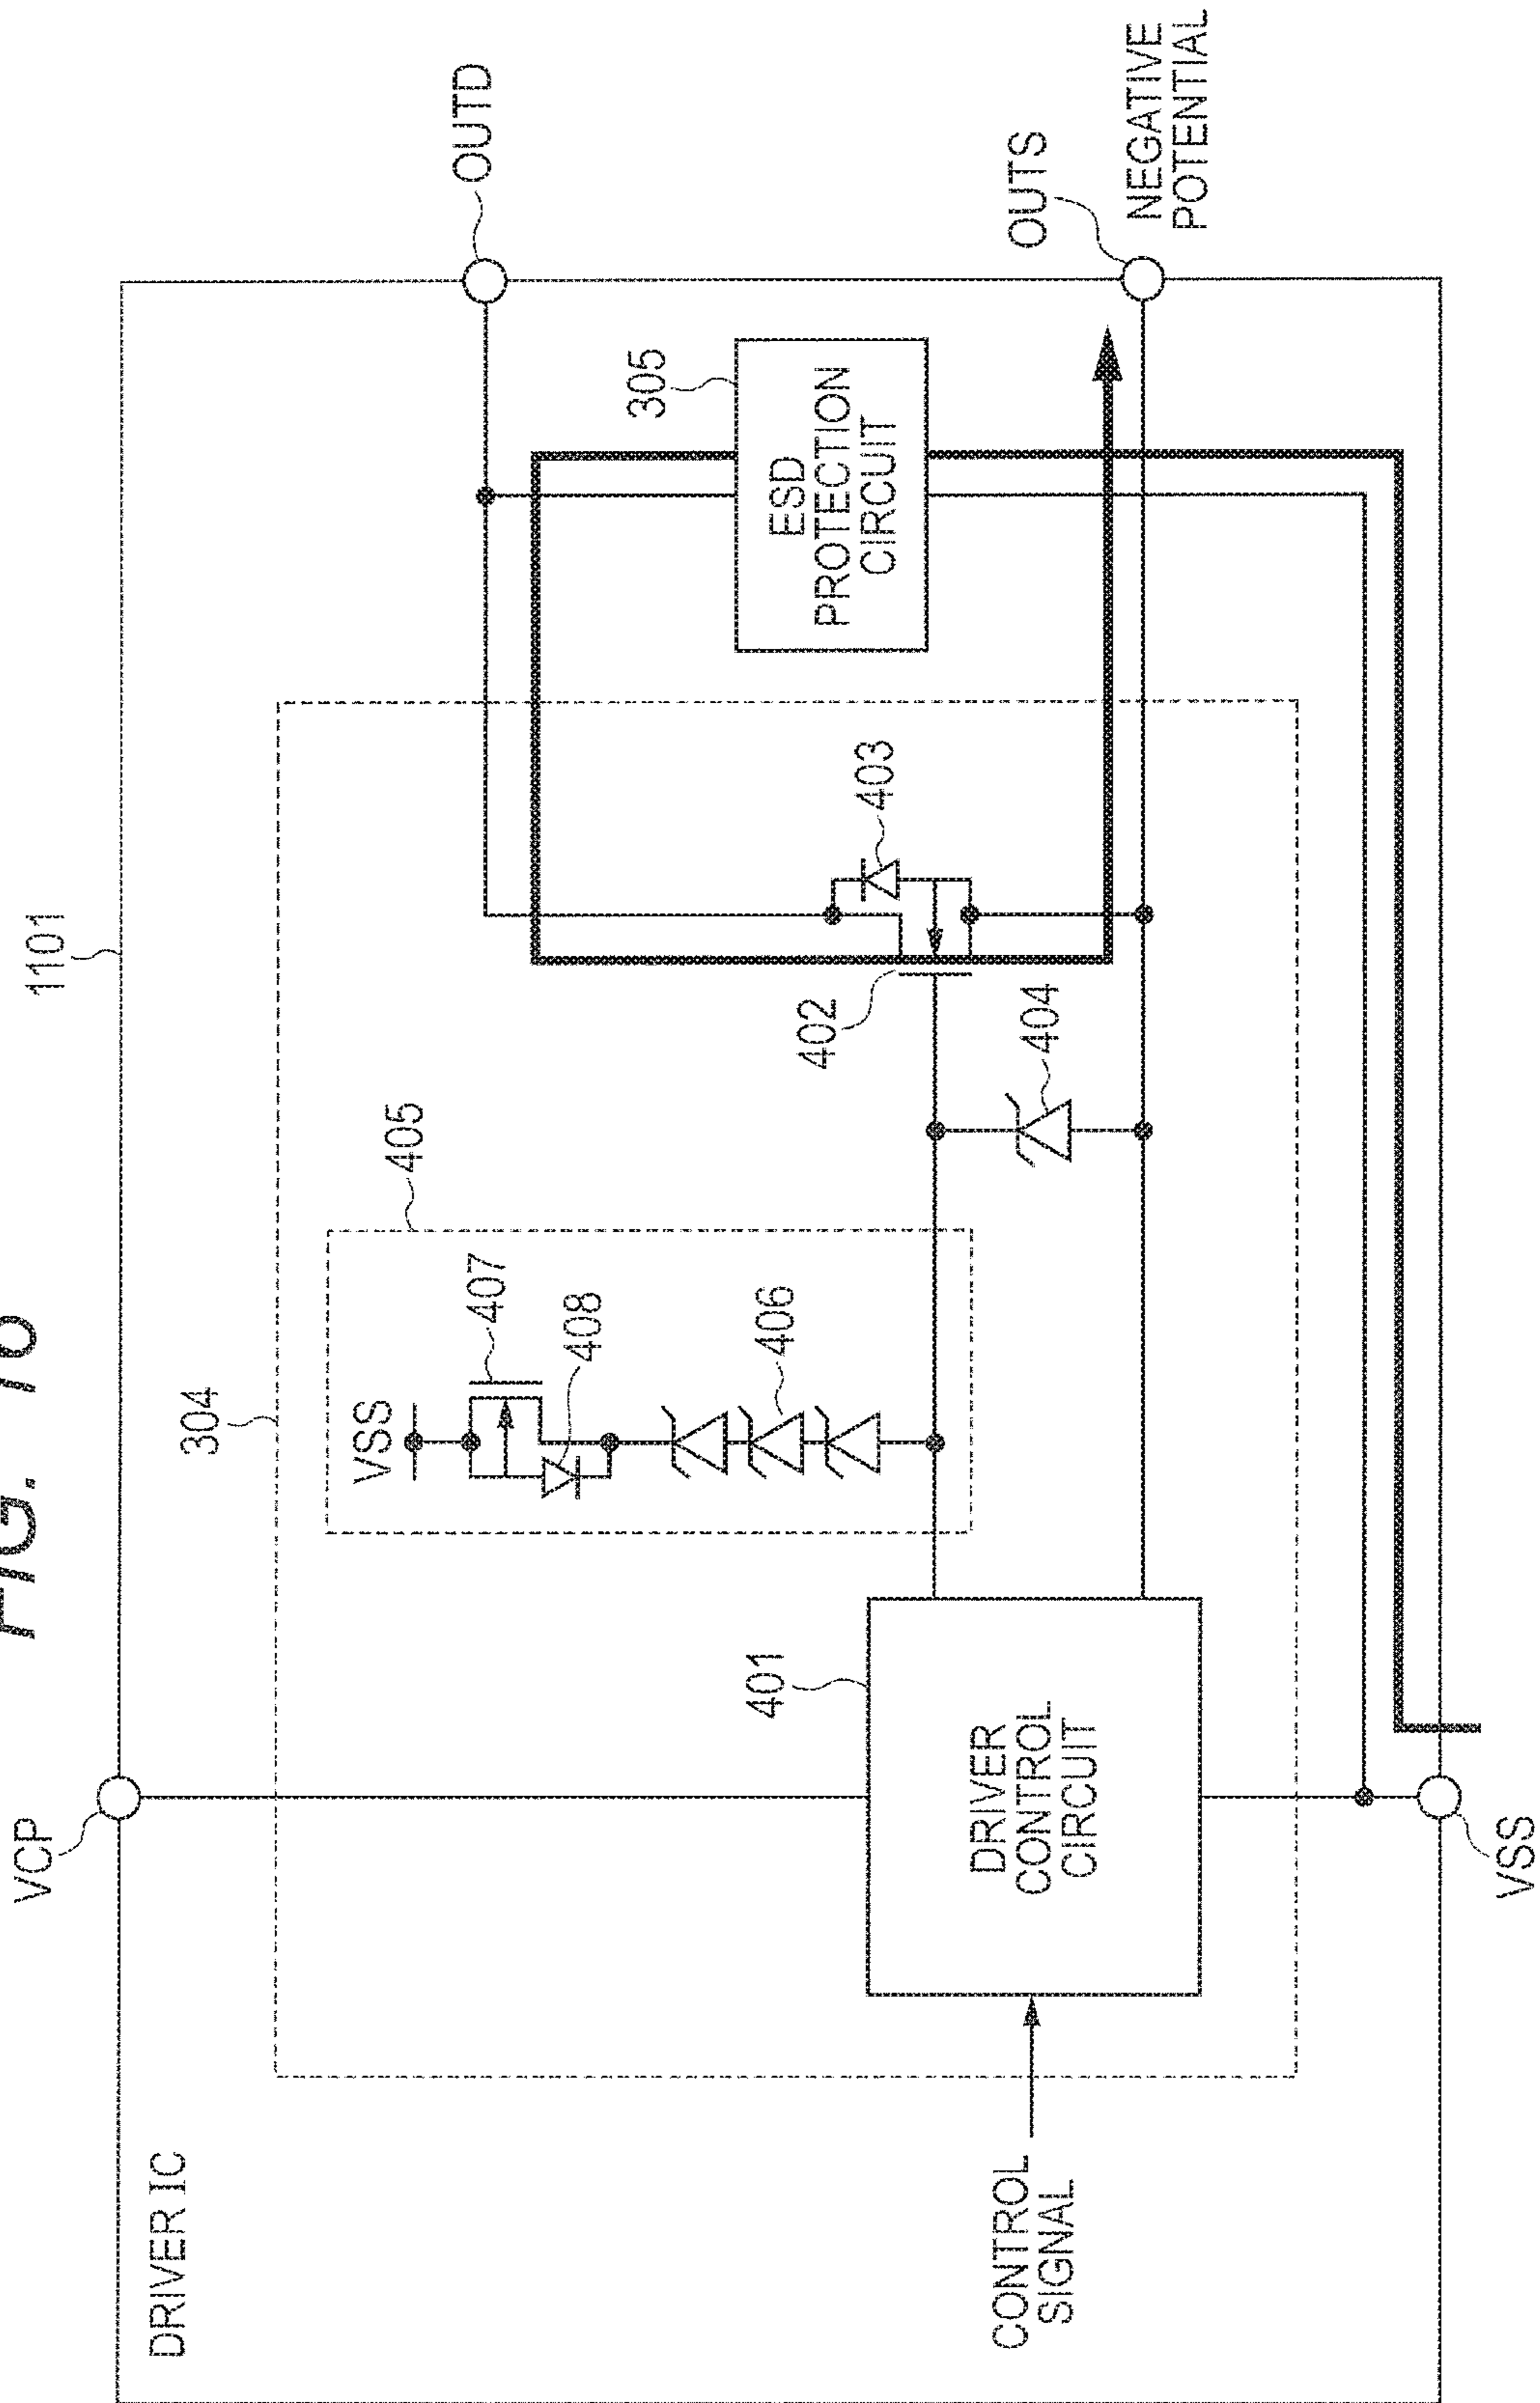 FIG. 16
1101
VCP
DRIVER IC
304
405
VSS
407
408
406
OUTD
305
ESD
PROTECTION
CIRCUIT
403
402
404
401
DRIVER
CONTROL
CIRCUIT
CONTROL
SIGNAL
OUTS
NEGATIVE
POTENTIAL
VSS